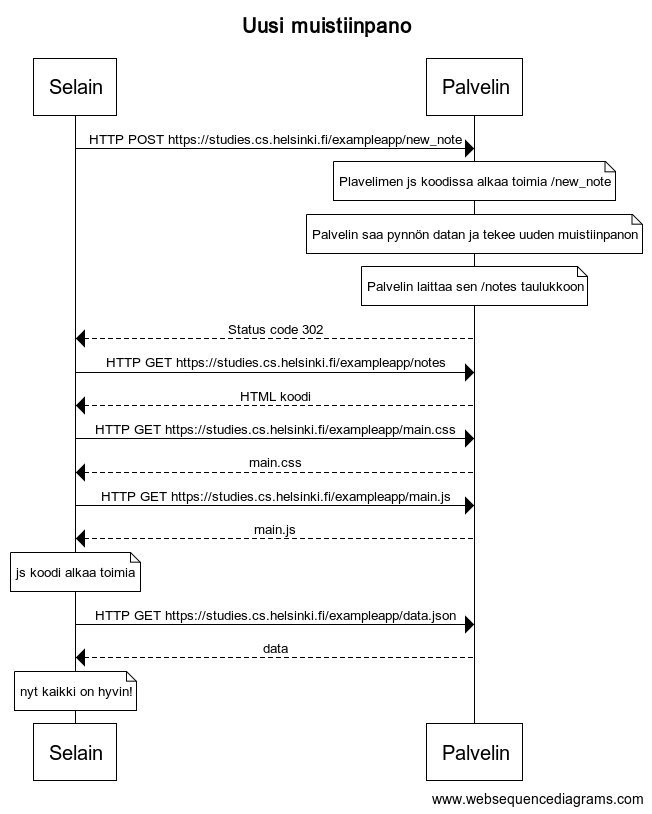 Uusi muistiinpano
Selain
Palvelin
HTTP POST https://studies.cs.helsinki.fi/exampleapp/new_note
Plavelimen js koodissa alkaa toimia /new_note
Palvelin saa pynnön datan ja tekee uuden muistiinpanon
Palvelin laittaa sen /notes taulukkoon
Status code 302
HTTP GET https://studies.cs.helsinki.fi/exampleapp/notes
HTML koodi
HTTP GET https://studies.cs.helsinki.fi/exampleapp/main.css
main.css
HTTP GET https://studies.cs.helsinki.fi/exampleapp/main.js
main.js
js koodi alkaa toimia
HTTP GET https://studies.cs.helsinki.fi/exampleapp/data.json
data
nyt kaikki on hyvin!
Selain
Palvelin
www.websequencediagrams.com